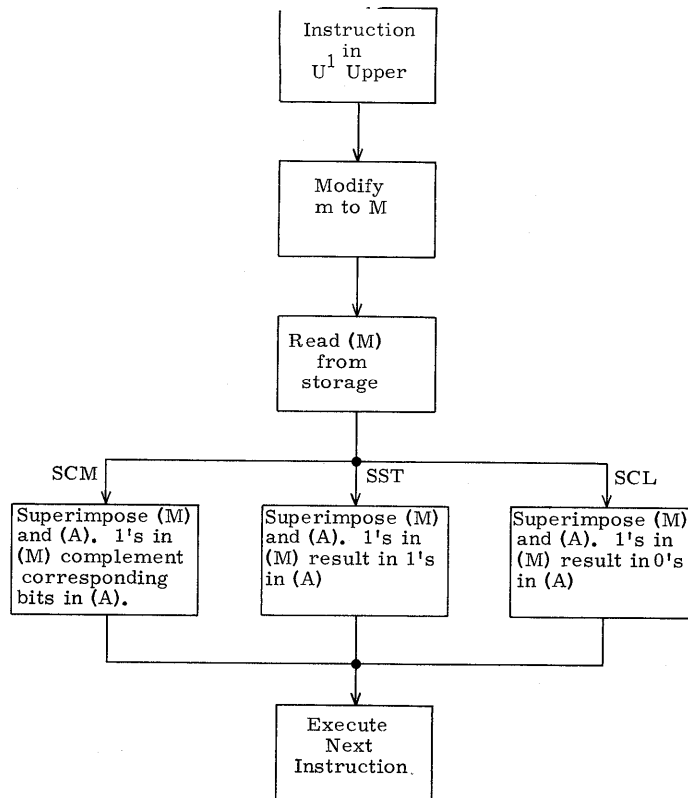 Instruction
in
U1 Upper
Modify
m to M
Read (M)
from
storage
SCM
SST
SCL
Superimpose (M)
and (A). 1's in
(M) complement
corresponding
bits in (A).
Superimpose (M)
and (A). 1's in
(M) result in 1's
in (A)
Superimpose (M)
and (A). 1's in
(M) result in 0's
in (A)
Execute
Next
Instruction.